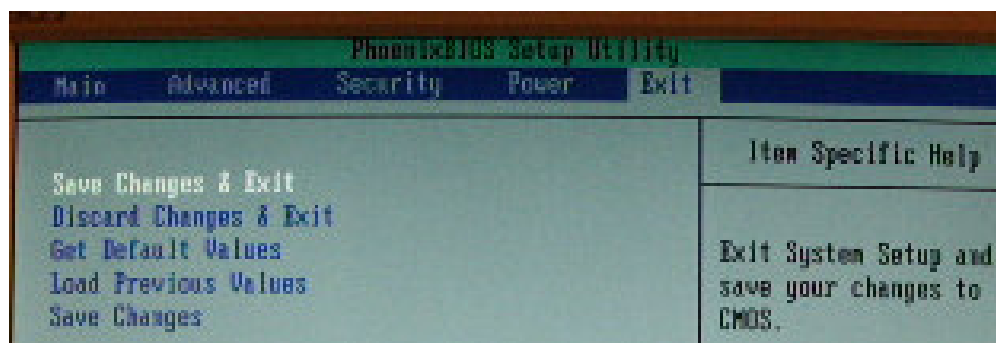 PhoenixBIOS Setup Utility
Main Advanced Security Power Exit
Item Specific Help
Save Changes & Exit
Discard Changes & Exit
Get Default Values
Load Previous Values
Save Changes
Exit System Setup and
save your changes to
CMOS.